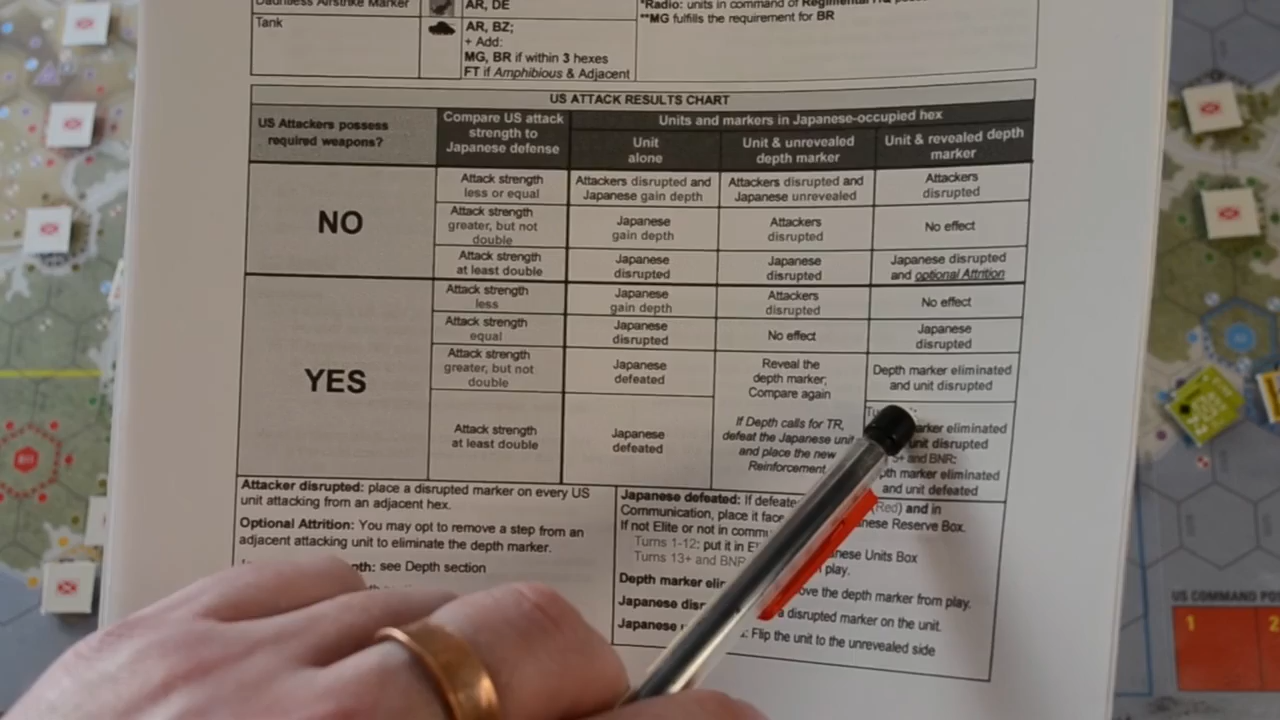 Dauntless Airstrike Marker
AR, DE
*Radio: units in command of Regimental HQ
**MG fulfills the requirement for BR
Tank
AR, BZ;
+ Add:
MG, BR if within 3 hexes
FT if Amphibious & Adjacent
US ATTACK RESULTS CHART
US Attackers possess
required weapons?
Compare US attack
strength to
Japanese defense
Units and markers in Japanese-occupied hex
Unit
alone
Unit & unrevealed
depth marker
Unit & revealed depth
marker
NO
Attack strength
less or equal
Attackers disrupted and
Japanese gain depth
Attackers disrupted and
Japanese unrevealed
Attackers
disrupted
Attack strength
greater, but not
double
Japanese
gain depth
Attackers
disrupted
No effect
Attack strength
at least double
Japanese
disrupted
Japanese
disrupted
Japanese disrupted
and optional Attrition
YES
Attack strength
less
Japanese
gain depth
Attackers
disrupted
No effect
Attack strength
equal
Japanese
disrupted
No effect
Japanese
disrupted
Attack strength
greater, but not
double
Japanese
defeated
Reveal the
depth marker;
Compare again
Depth marker eliminated
and unit disrupted
Attack strength
at least double
Japanese
defeated
If Depth calls for TR,
defeat the Japanese unit
and place the new
Reinforcement
eliminated
unit disrupted
and BNR:
marker eliminated
and unit defeated
Attacker disrupted: place a disrupted marker on every US
unit attacking from an adjacent hex.
Optional Attrition: You may opt to remove a step from an
adjacent attacking unit to eliminate the depth marker.
see Depth section
Japanese defeated: If
(Red) and in
Communication, place it
Reserve Box.
If not Elite or not in
Turns 1-12: put it in
Units Box
Turns 13+ and BNR
play.
Depth marker
the depth marker from play.
Japanese
a disrupted marker on the unit.
Japanese
: Flip the unit to the unrevealed side
US COMMAND
1
2